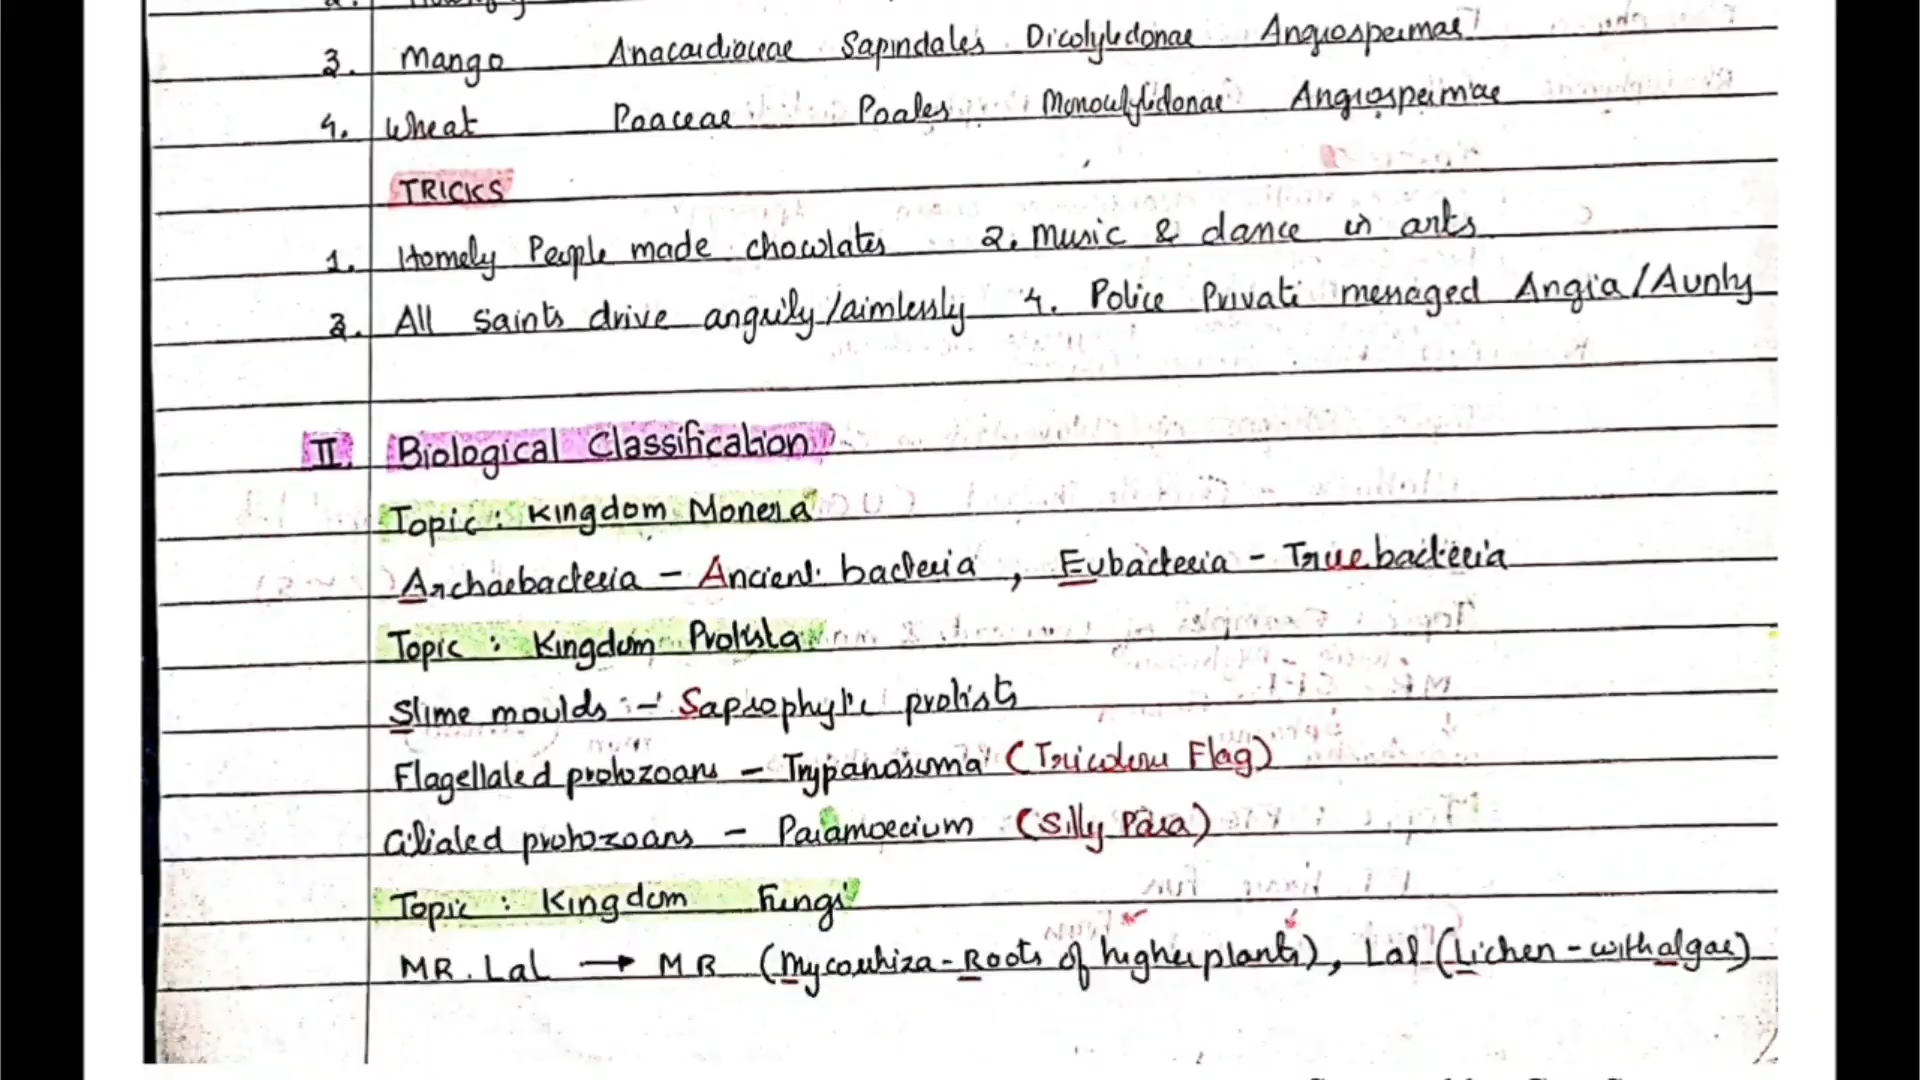 3. Mango Anacardiaceae Sapindales Dicotyledonae Angiospermae
4. Wheat Poaceae Poales Monocotyledonae Angiospermae
TRICKS
1. Homely People made chocolates 2. Music & dance in arts
3. All saints drive angrily/aimlessly 4. Police Private menaged Angia/Aunty
II. Biological Classification
Topic: Kingdom Monera
Archaebacteria - Ancient bacteria, Eubacteria - True bacteria
Topic: Kingdom Protista
Slime moulds :- Saprophytic protists
Flagellated protozoans - Trypanosoma (Tricolour Flag)
Ciliated protozoans - Paramoecium (Silly Para)
Topic: Kingdom Fungi
MR. Lal → MR (Mycorrhiza - Roots of higher plants), Lal (Lichen - with algae)
2